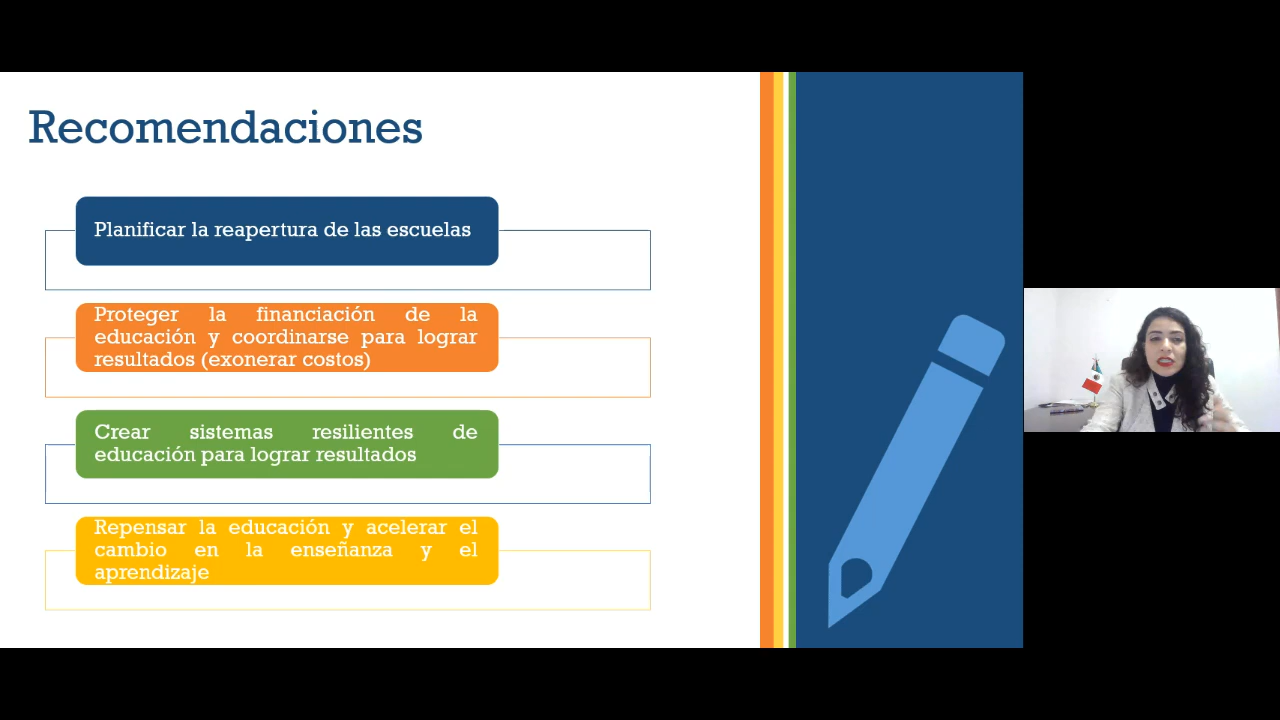 Recomendaciones
Planificar la reapertura de las escuelas
Proteger la financiación de la
educación y coordinarse para lograr
resultados (exonerar costos)
Crear sistemas resilientes de
educación para lograr resultados
Repensar la educación y acelerar el
cambio en la enseñanza y el
aprendizaje